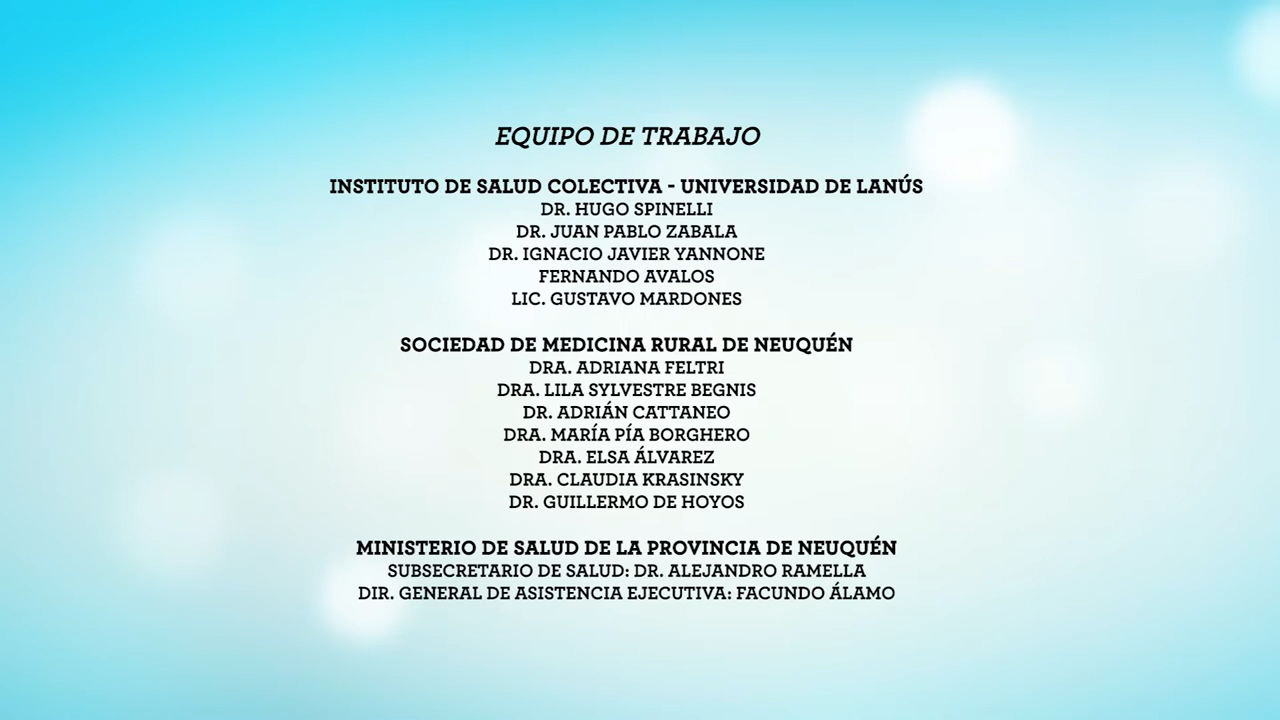 EQUIPO DE TRABAJO
INSTITUTO DE SALUD COLECTIVA - UNIVERSIDAD DE LANÚS
DR. HUGO SPINELLI
DR. JUAN PABLO ZABALA
DR. IGNACIO JAVIER YANNONE
FERNANDO AVALOS
LIC. GUSTAVO MARDONES
SOCIEDAD DE MEDICINA RURAL DE NEUQUÉN
DRA. ADRIANA FELTRI
DRA. LILA SYLVESTRE BEGNIS
DR. ADRIÁN CATTANEO
DRA. MARÍA PÍA BORGHERO
DRA. ELSA ÁLVAREZ
DRA. CLAUDIA KRASINSKY
DR. GUILLERMO DE HOYOS
MINISTERIO DE SALUD DE LA PROVINCIA DE NEUQUÉN
SUBSECRETARIO DE SALUD: DR. ALEJANDRO RAMELLA
DIR. GENERAL DE ASISTENCIA EJECUTIVA: FACUNDO ÁLAMO